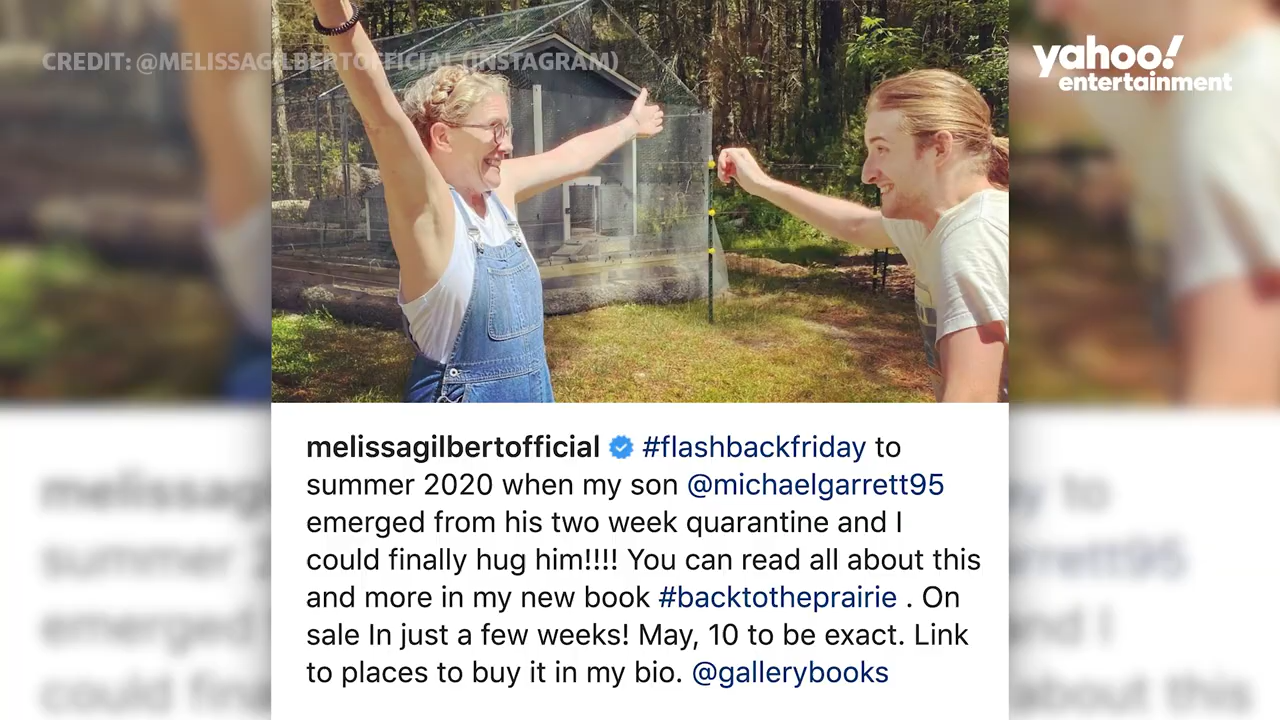 CREDIT: @MELISSAGILBERTOFFICIAL (INSTAGRAM)
yahoo!
entertainment
melissagilbertofficial #flashbackfriday to
summer 2020 when my son @michaelgarrett95
emerged from his two week quarantine and I
could finally hug him!!!! You can read all about this
and more in my new book #backtotheprairie . On
sale In just a few weeks! May, 10 to be exact. Link
to places to buy it in my bio. @gallerybooks